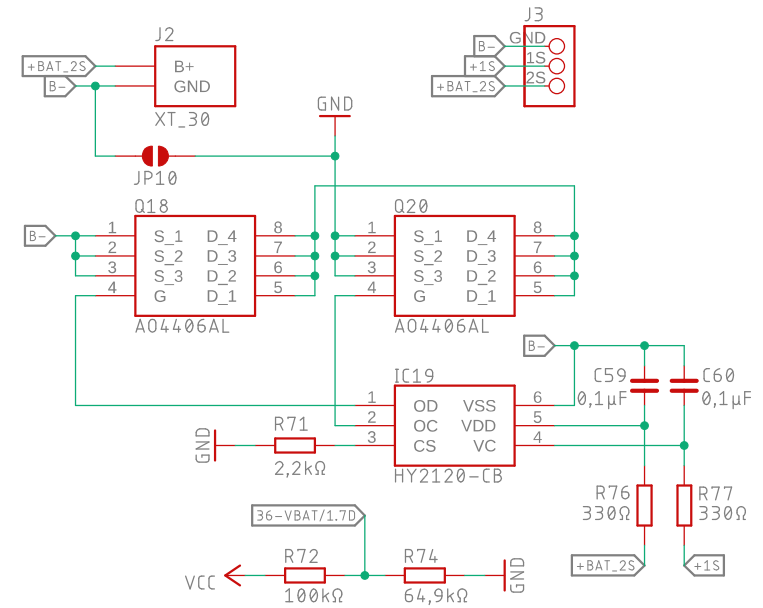 J2
+BAT_2S
B+
B-
GND
XT_30
J3
B-
GND
+1S
1S
+BAT_2S
2S
GND
JP10
Q18
B-
1 S_1 D_4 8
2 S_2 D_3 7
3 S_3 D_2 6
4 G D_1 5
AO4406AL
Q20
1 S_1 D_4 8
2 S_2 D_3 7
3 S_3 D_2 6
4 G D_1 5
AO4406AL
B-
IC19
1 OD VSS 6
2 OC VDD 5
3 CS VC 4
HY2120-CB
C59
0,1µF
C60
0,1µF
GND
R71
2,2kΩ
R76
330Ω
R77
330Ω
+BAT_2S
+1S
36-VBAT/1.7D
VCC
R72
100kΩ
R74
64,9kΩ
GND